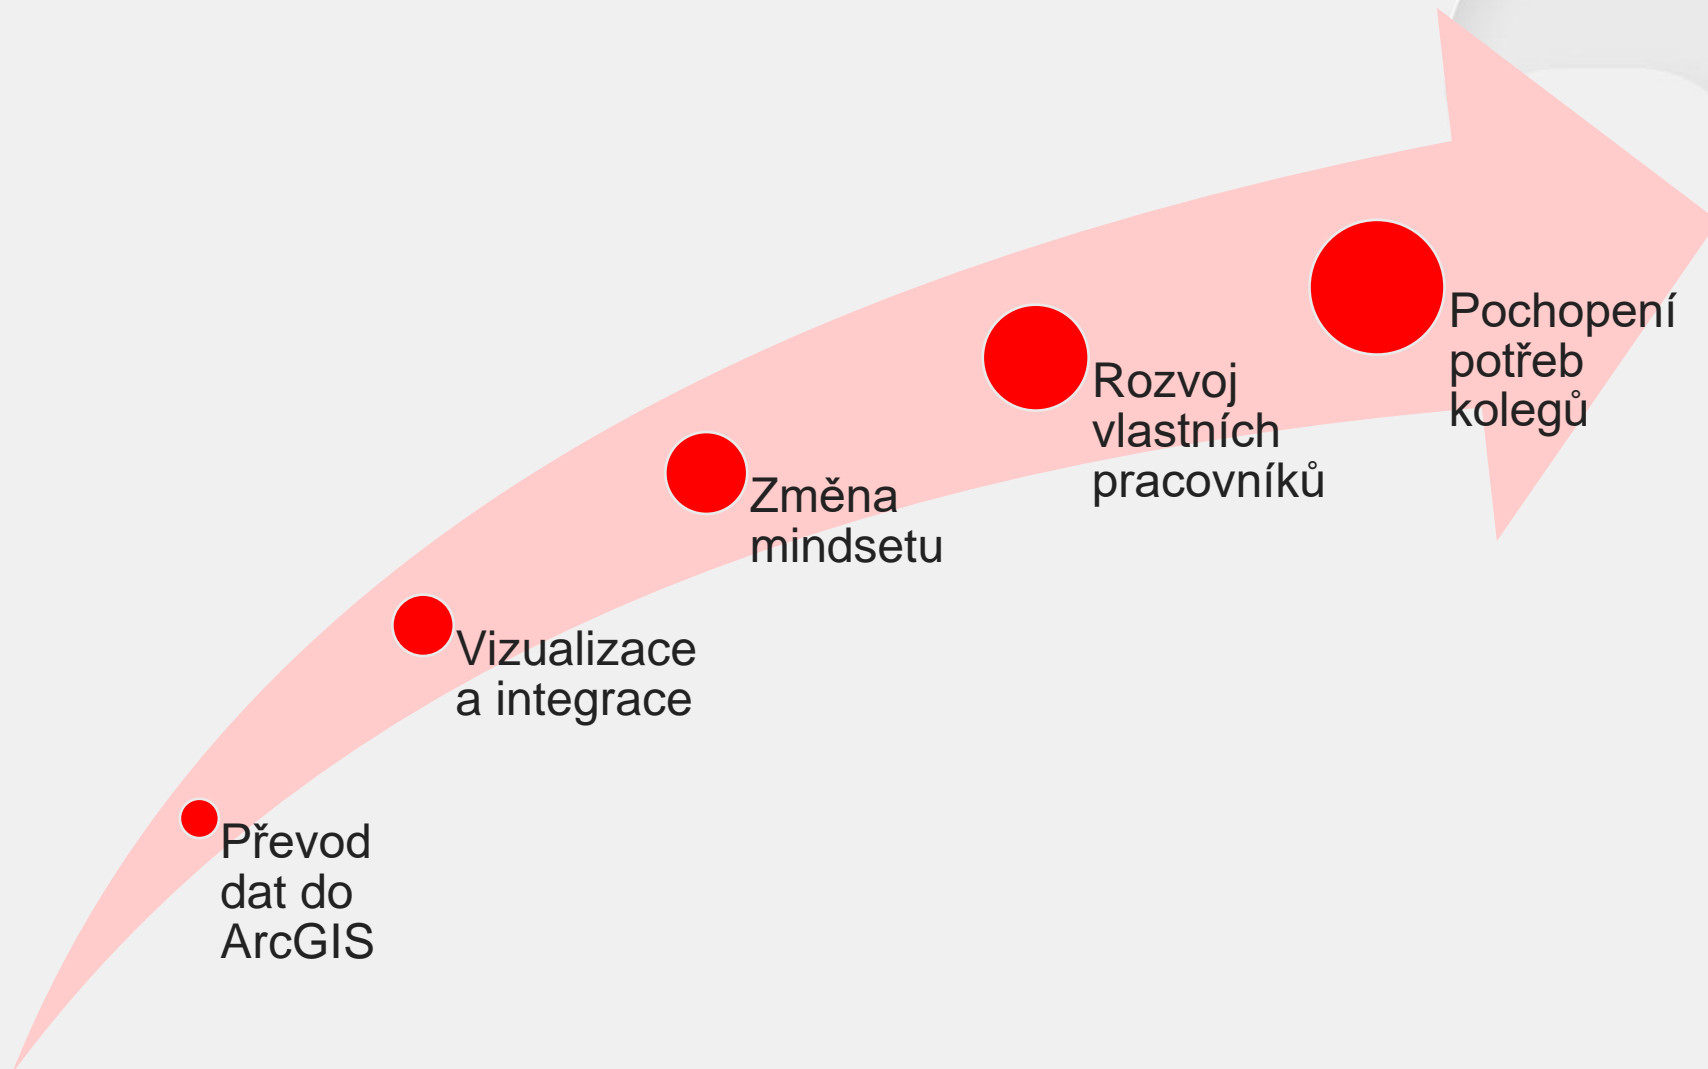 Převod
dat do
ArcGIS
Vizualizace
a integrace
Změna
mindsetu
Rozvoj
vlastních
pracovníků
Pochopení
potřeb
kolegů